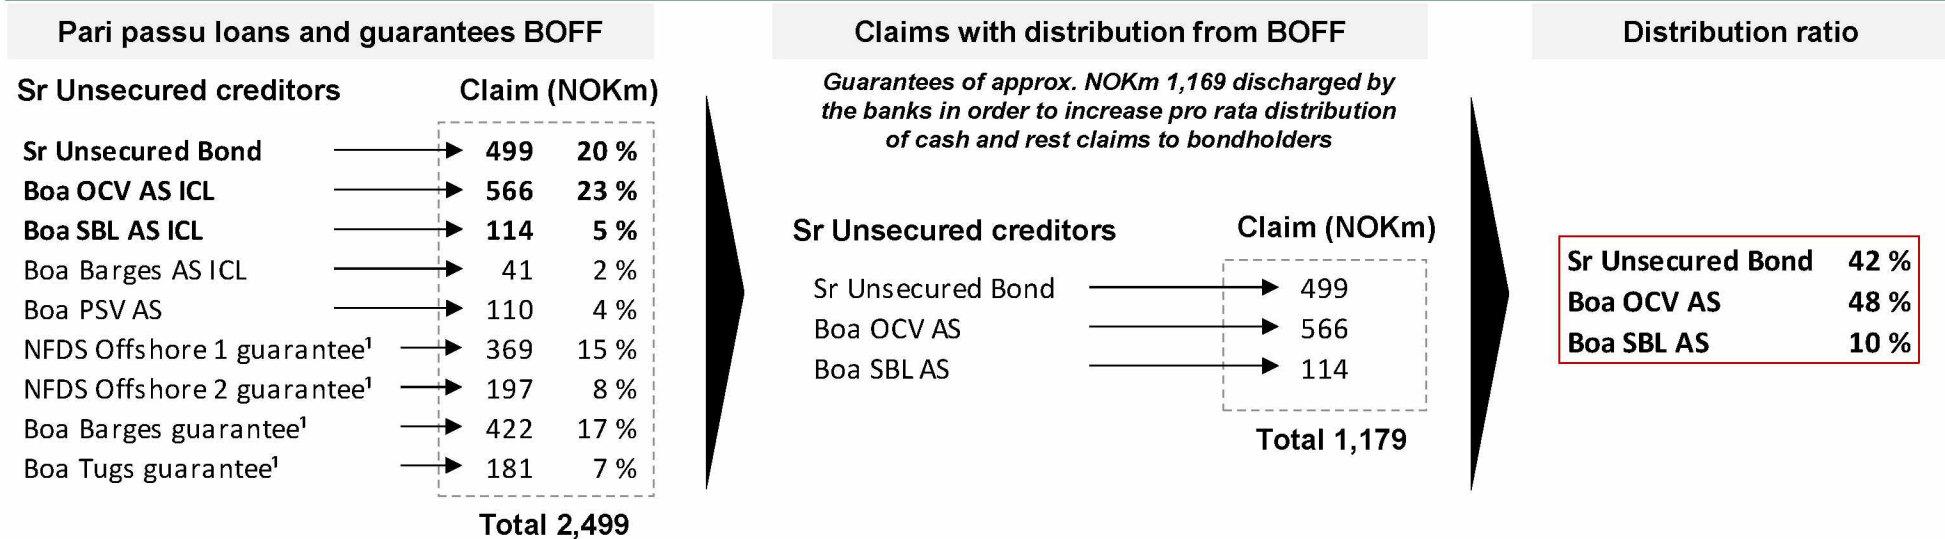 Pari passu loans and guarantees BOFF
Sr Unsecured creditors Claim (NOKm)
Sr Unsecured Bond 499 20 %
Boa OCV AS ICL 566 23 %
Boa SBL AS ICL 114 5 %
Boa Barges AS ICL 41 2 %
Boa PSV AS 110 4 %
NFDS Offshore 1 guarantee¹ 369 15 %
NFDS Offshore 2 guarantee¹ 197 8 %
Boa Barges guarantee¹ 422 17 %
Boa Tugs guarantee¹ 181 7 %
Total 2,499
Claims with distribution from BOFF
Guarantees of approx. NOKm 1,169 discharged by
the banks in order to increase pro rata distribution
of cash and rest claims to bondholders
Sr Unsecured creditors Claim (NOKm)
Sr Unsecured Bond 499
Boa OCV AS 566
Boa SBL AS 114
Total 1,179
Distribution ratio
Sr Unsecured Bond 42 %
Boa OCV AS 48 %
Boa SBL AS 10 %